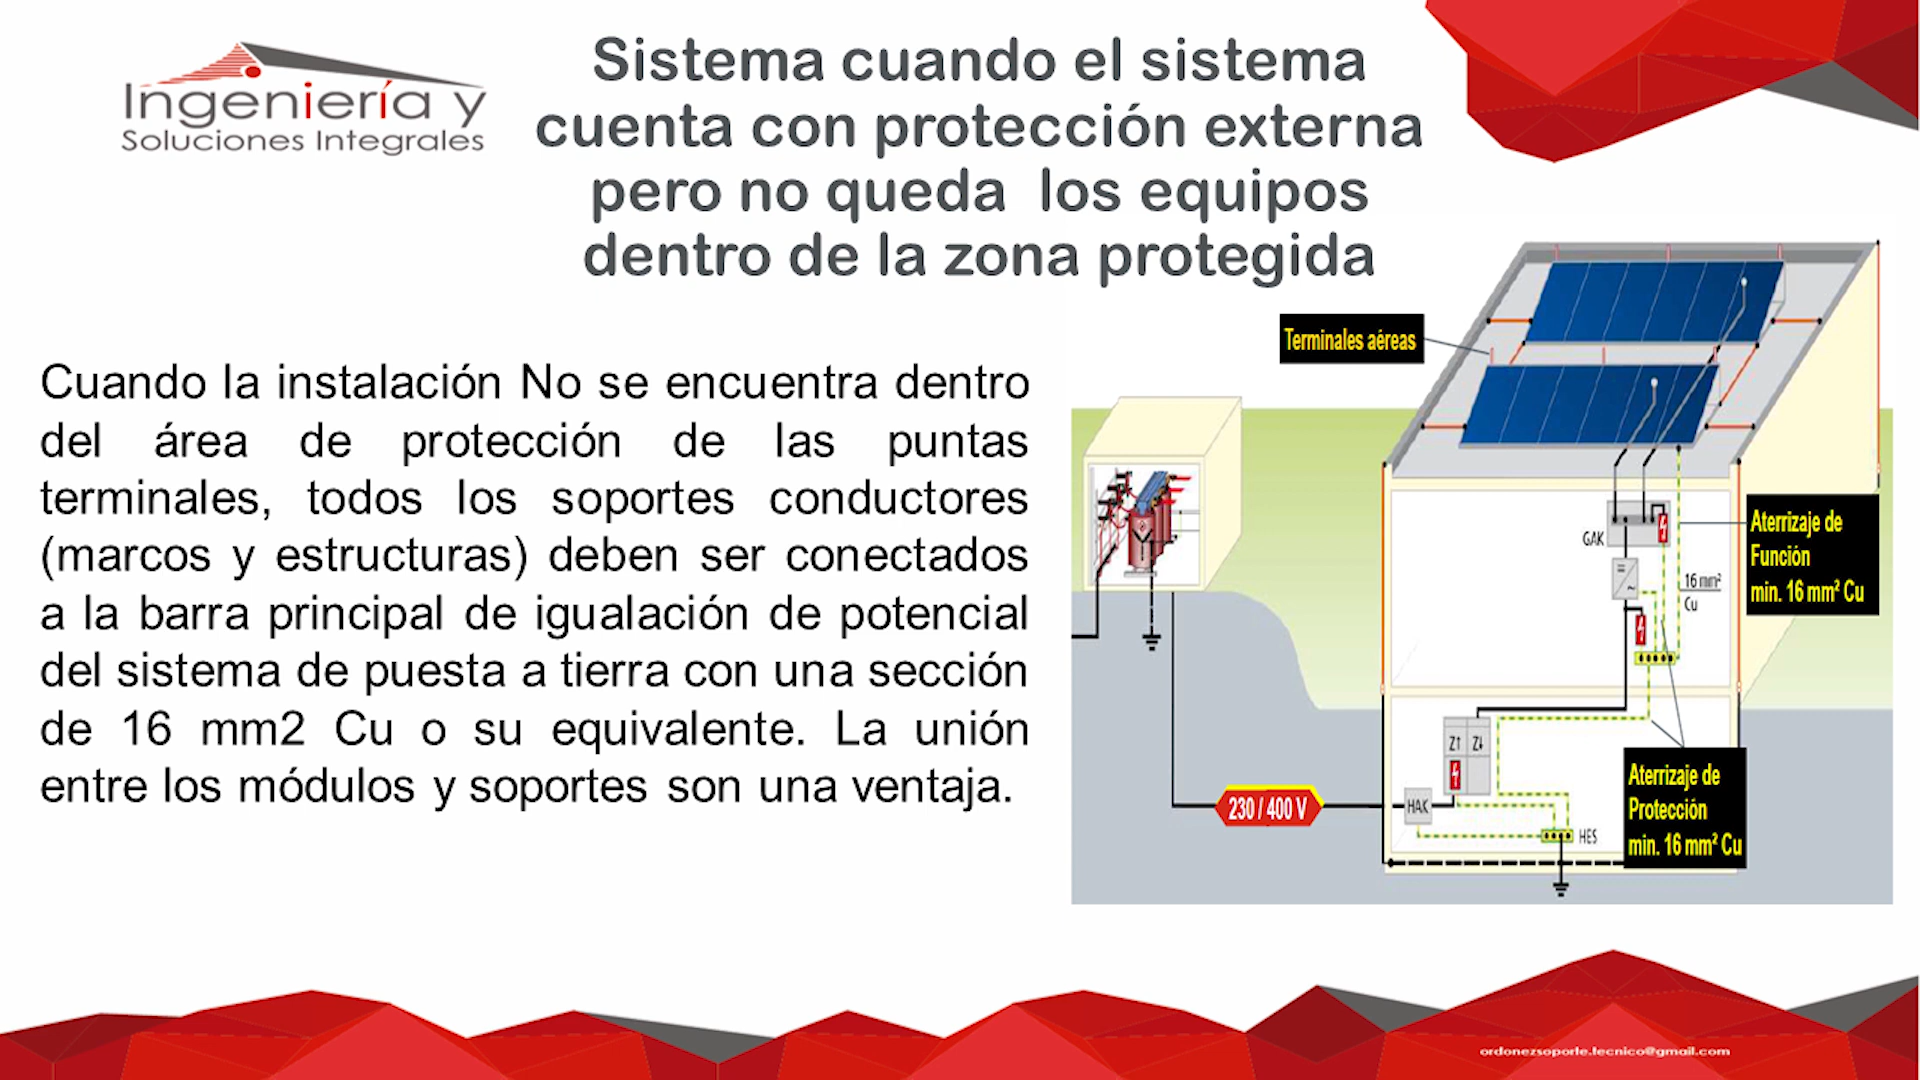 Ingeniería y
Soluciones Integrales
Sistema cuando el sistema
cuenta con protección externa
pero no queda los equipos
dentro de la zona protegida
Cuando la instalación No se encuentra dentro
del área de protección de las puntas
terminales, todos los soportes conductores
(marcos y estructuras) deben ser conectados
a la barra principal de igualación de potencial
del sistema de puesta a tierra con una sección
de 16 mm2 Cu o su equivalente. La unión
entre los módulos y soportes son una ventaja.
Terminales aéreas
GAK
16 mm²
Cu
Aterrizaje de
Función
min. 16 mm² Cu
Z↑ Z↓
HAK
HES
230 / 400 V
Aterrizaje de
Protección
min. 16 mm² Cu
ordonezsoporte.tecnico@gmail.com